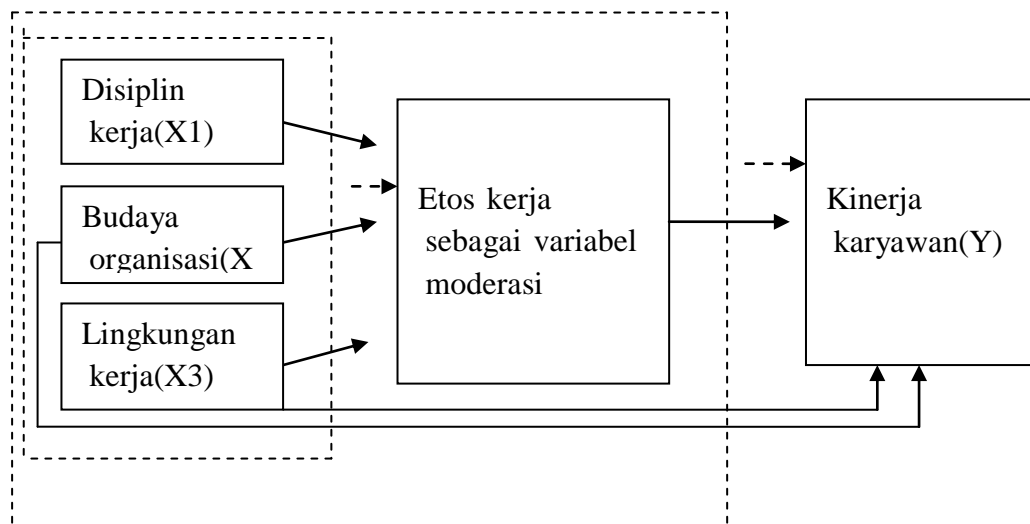 Disiplin
kerja(X1)
Budaya
organisasi(X
Lingkungan
kerja(X3)
Etos kerja
sebagai variabel
moderasi
Kinerja
karyawan(Y)